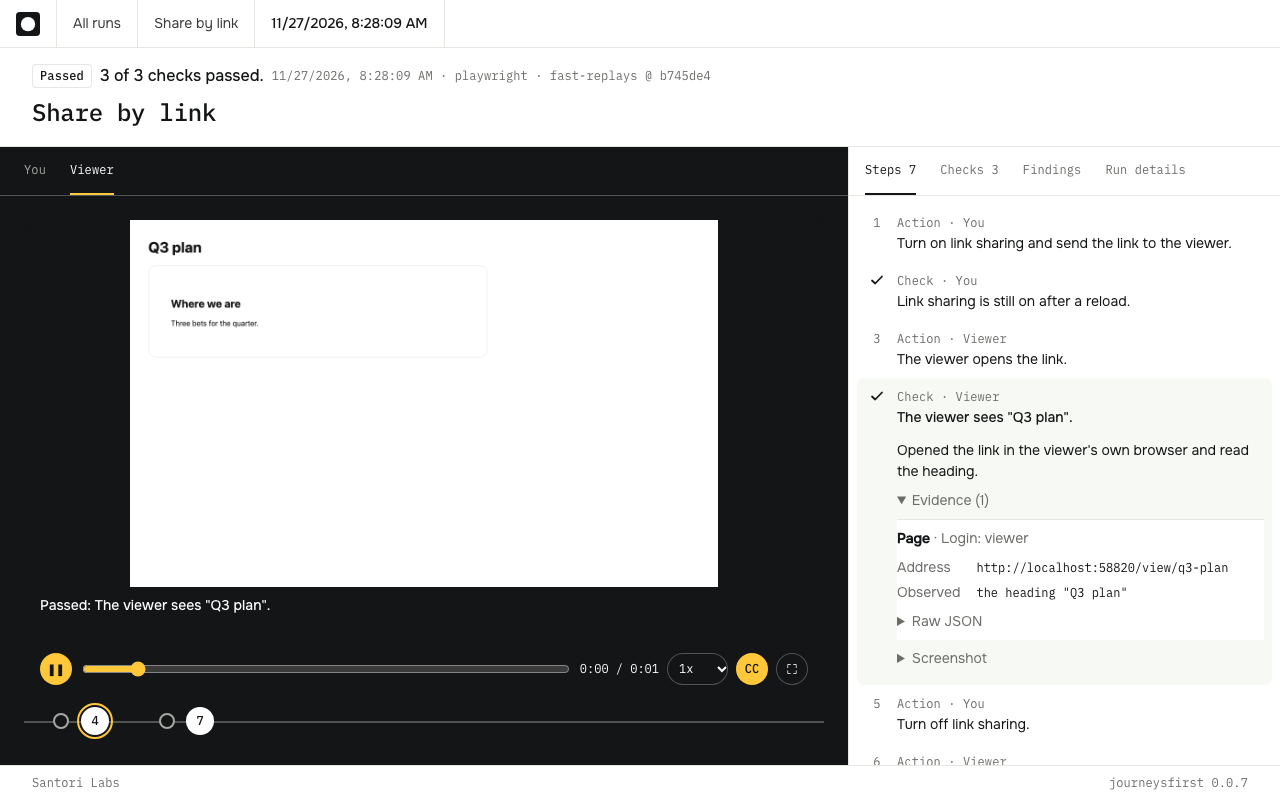 All runs
Share by link
11/27/2026, 8:28:09 AM
Passed
3 of 3 checks passed.
11/27/2026, 8:28:09 AM · playwright · fast-replays @ b745de4
Share by link
You
Viewer
Q3 plan
Where we are
Three bets for the quarter.
Passed: The viewer sees "Q3 plan".
0:00 / 0:01
1x
CC
4
7
Steps 7
Checks 3
Findings
Run details
1
Action · You
Turn on link sharing and send the link to the viewer.
Check · You
Link sharing is still on after a reload.
3
Action · Viewer
The viewer opens the link.
Check · Viewer
The viewer sees "Q3 plan".
Opened the link in the viewer's own browser and read
the heading.
Evidence (1)
Page · Login: viewer
Address http://localhost:58820/view/q3-plan
Observed the heading "Q3 plan"
Raw JSON
Screenshot
5
Action · You
Turn off link sharing.
6
Action · Viewer
Santori Labs
journeysfirst 0.0.7